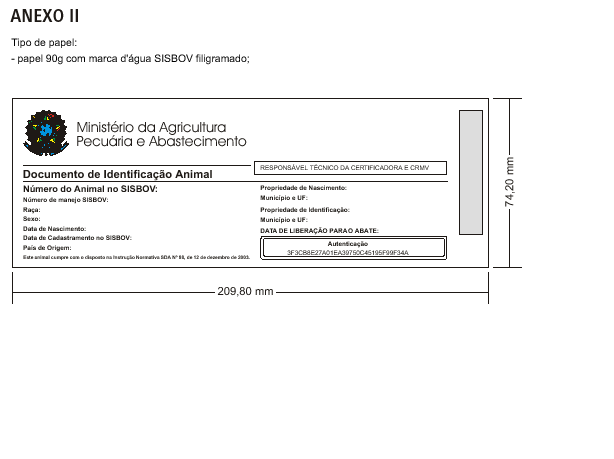 ANEXO II
Tipo de papel:
- papel 90g com marca d'água SISBOV filigramado;
Ministério da Agricultura
Pecuária e Abastecimento
RESPONSÁVEL TÉCNICO DA CERTIFICADORA E CRMV
Documento de Identificação Animal
Número do Animal no SISBOV:
Número de manejo SISBOV:
Raça:
Sexo:
Data de Nascimento:
Data de Cadastramento no SISBOV:
País de Origem:
Este animal cumpre com o disposto na Instrução Normativa SDA Nº 88, de 12 de dezembro de 2003.
Propriedade de Nascimento:
Município e UF:
Propriedade de Identificação:
Município e UF:
DATA DE LIBERAÇÃO PARA O ABATE:
Autenticação
3F3CB8E27A01EA39750C45195F99F34A
74,20 mm
209,80 mm